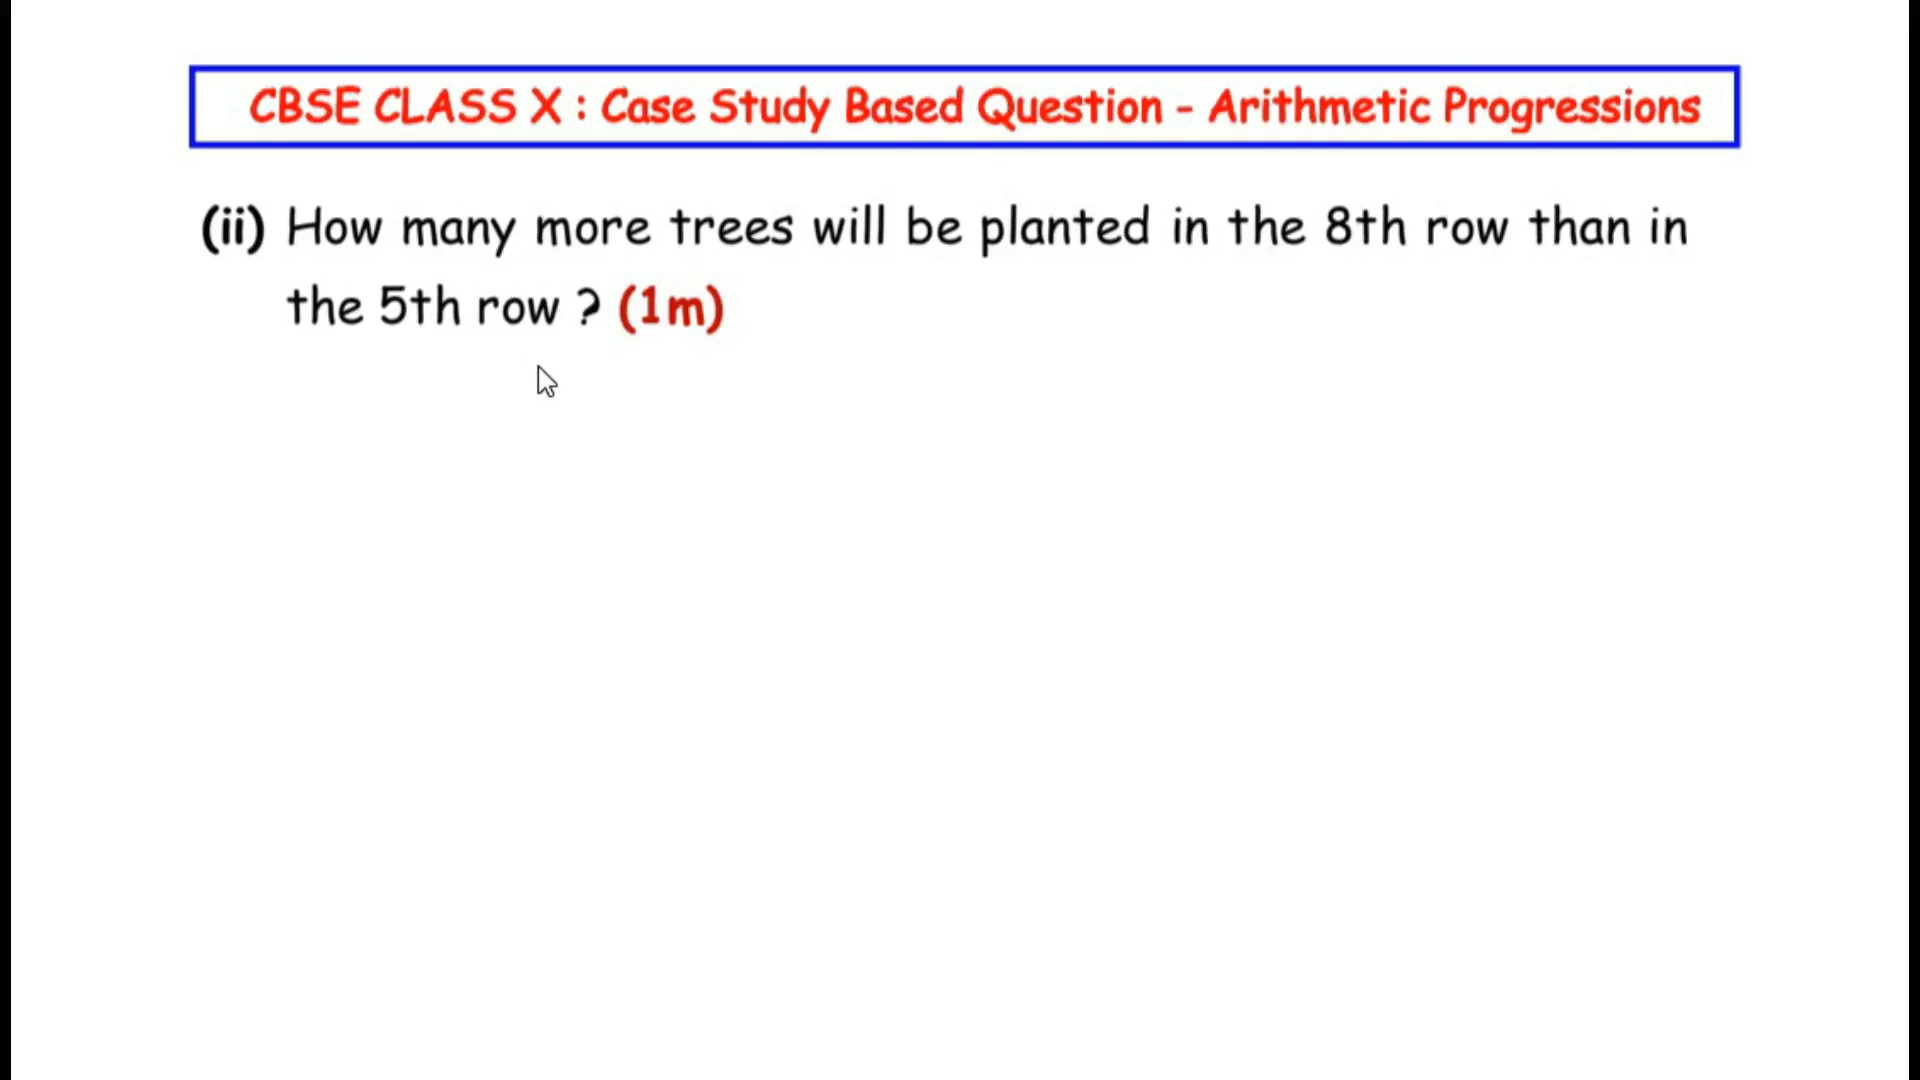 CBSE CLASS X : Case Study Based Question - Arithmetic Progressions
(ii) How many more trees will be planted in the 8th row than in
the 5th row ? (1m)